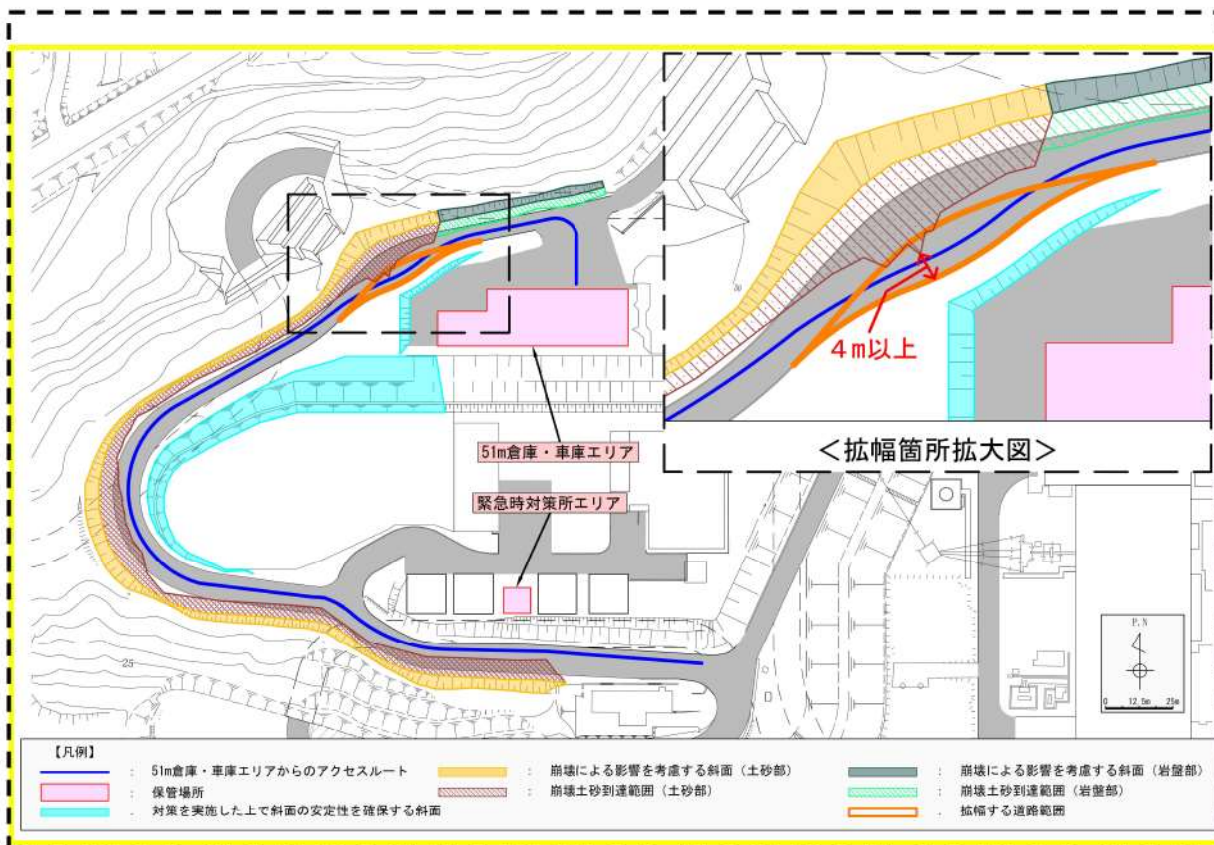 4m以上
<拡幅箇所拡大図>
51m倉庫・車庫エリア
緊急時対策所エリア
25
P.N
0 12.5m 25m
【凡例】
: 51m倉庫・車庫エリアからのアクセスルート
: 保管場所
. 対策を実施した上で斜面の安定性を確保する斜面
: 崩壊による影響を考慮する斜面（土砂部）
: 崩壊土砂到達範囲（土砂部）
: 崩壊による影響を考慮する斜面（岩盤部）
: 崩壊土砂到達範囲（岩盤部）
. 拡幅する道路範囲